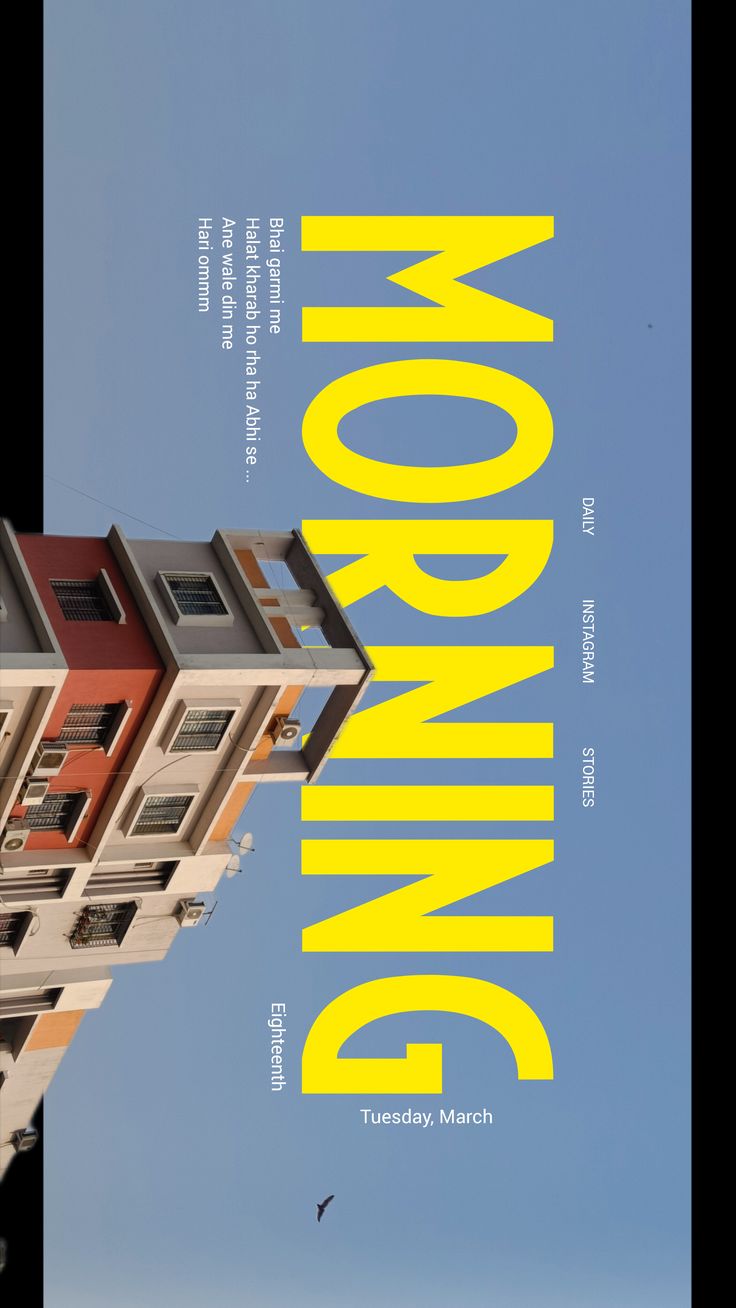 DAILY INSTAGRAM STORIES
MORNING
Tuesday, March
Eighteenth
Bhai garmi me
Halat kharab ho rha ha Abhi se ...
Ane wale din me
Hari ommm